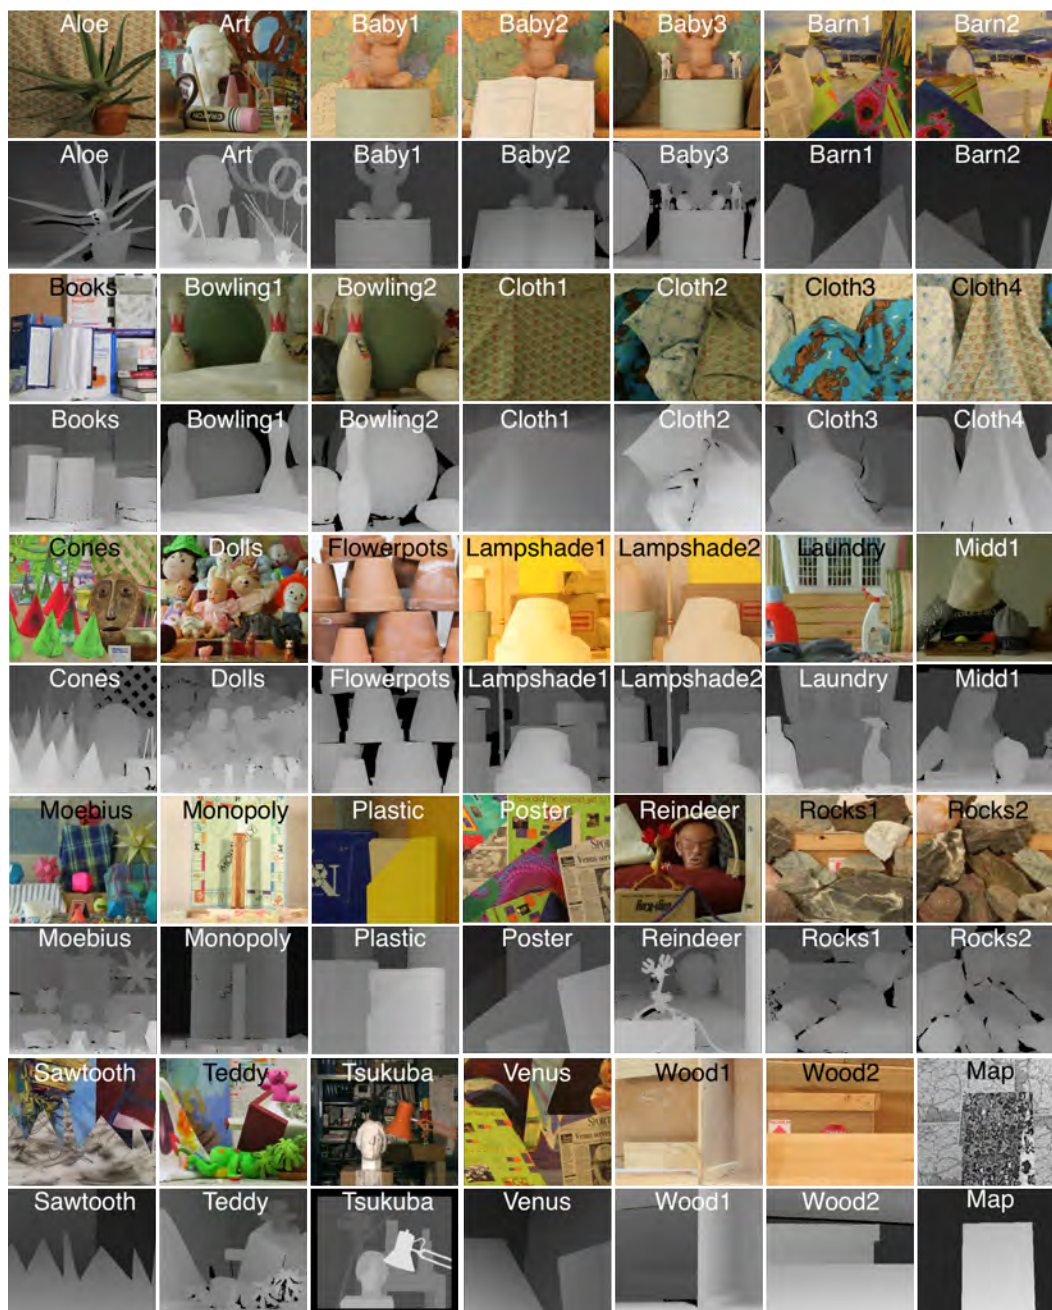 Aloe Art Baby1 Baby2 Baby3 Barn1 Barn2
CRAYON
Aloe Art Baby1 Baby2 Baby3 Barn1 Barn2
Books Bowling1 Bowling2 Cloth1 Cloth2 Cloth3 Cloth4
Books Bowling1 Bowling2 Cloth1 Cloth2 Cloth3 Cloth4
Cones Dolls Flowerpots Lampshade1 Lampshade2 Laundry Midd1
Cones Dolls Flowerpots Lampshade1 Lampshade2 Laundry Midd1
Moebius Monopoly Plastic Poster Reindeer Rocks1 Rocks2
Moebius Monopoly Plastic Poster Reindeer Rocks1 Rocks2
Sawtooth Teddy Tsukuba Venus Wood1 Wood2 Map
Sawtooth Teddy Tsukuba Venus Wood1 Wood2 Map